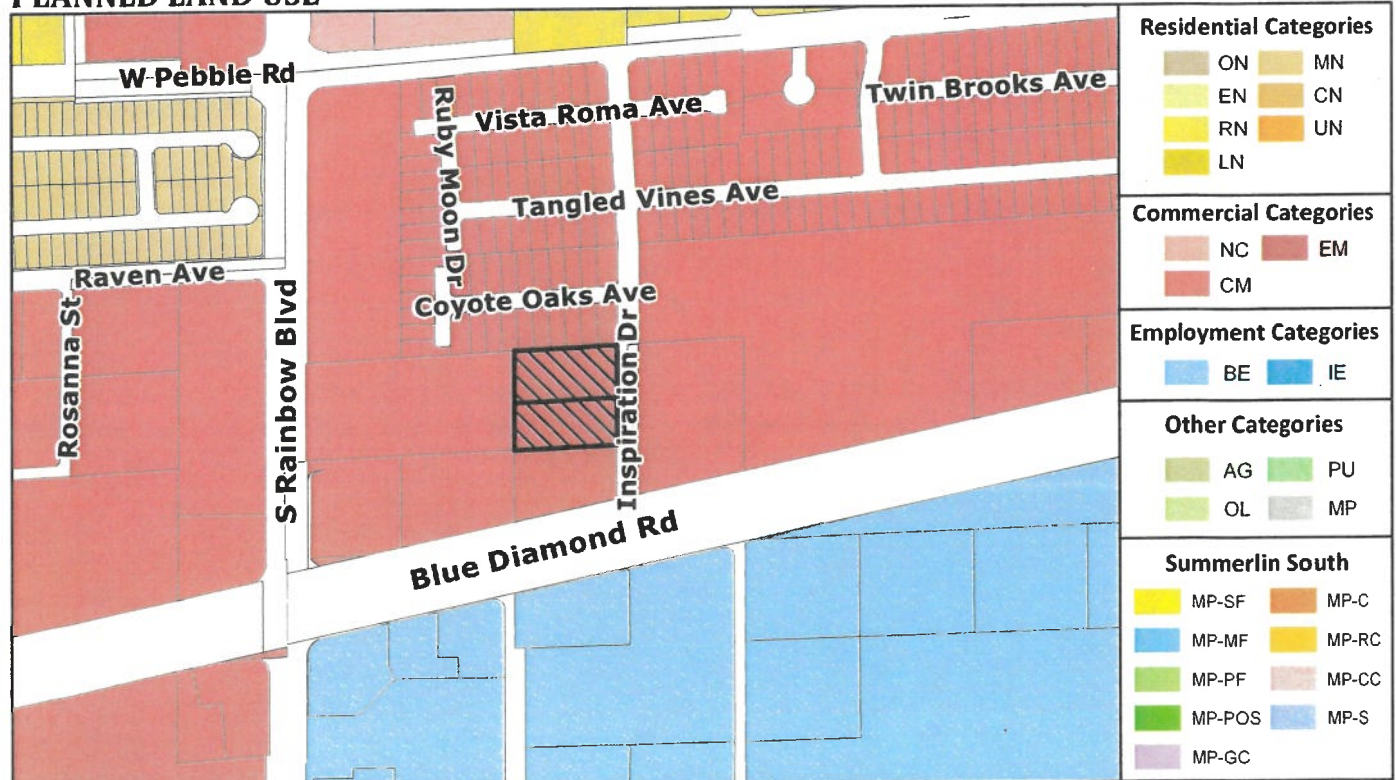 PLANNED LAND USE
W Pebble Rd
Ruby Moon Dr
Vista Roma Ave
Twin Brooks Ave
Tangled Vines Ave
Raven Ave
Rosanna St
S Rainbow Blvd
Coyote Oaks Ave
Inspiration Dr
Blue Diamond Rd
Residential Categories
ON MN
EN CN
RN UN
LN
Commercial Categories
NC EM
CM
Employment Categories
BE IE
Other Categories
AG PU
OL MP
Summerlin South
MP-SF MP-C
MP-MF MP-RC
MP-PF MP-CC
MP-POS MP-S
MP-GC